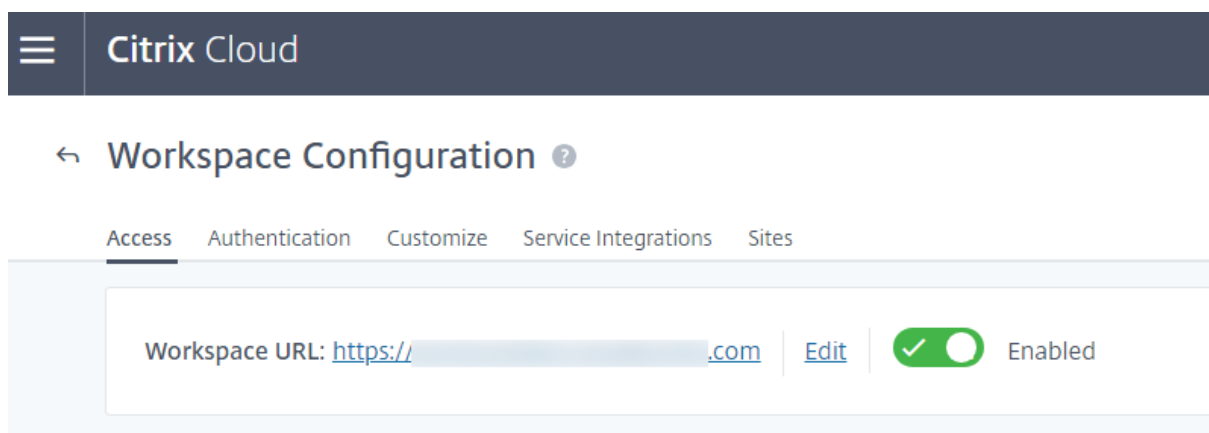 Citrix Cloud
Workspace Configuration ?
Access Authentication Customize Service Integrations Sites
Workspace URL: https:// .com Edit Enabled